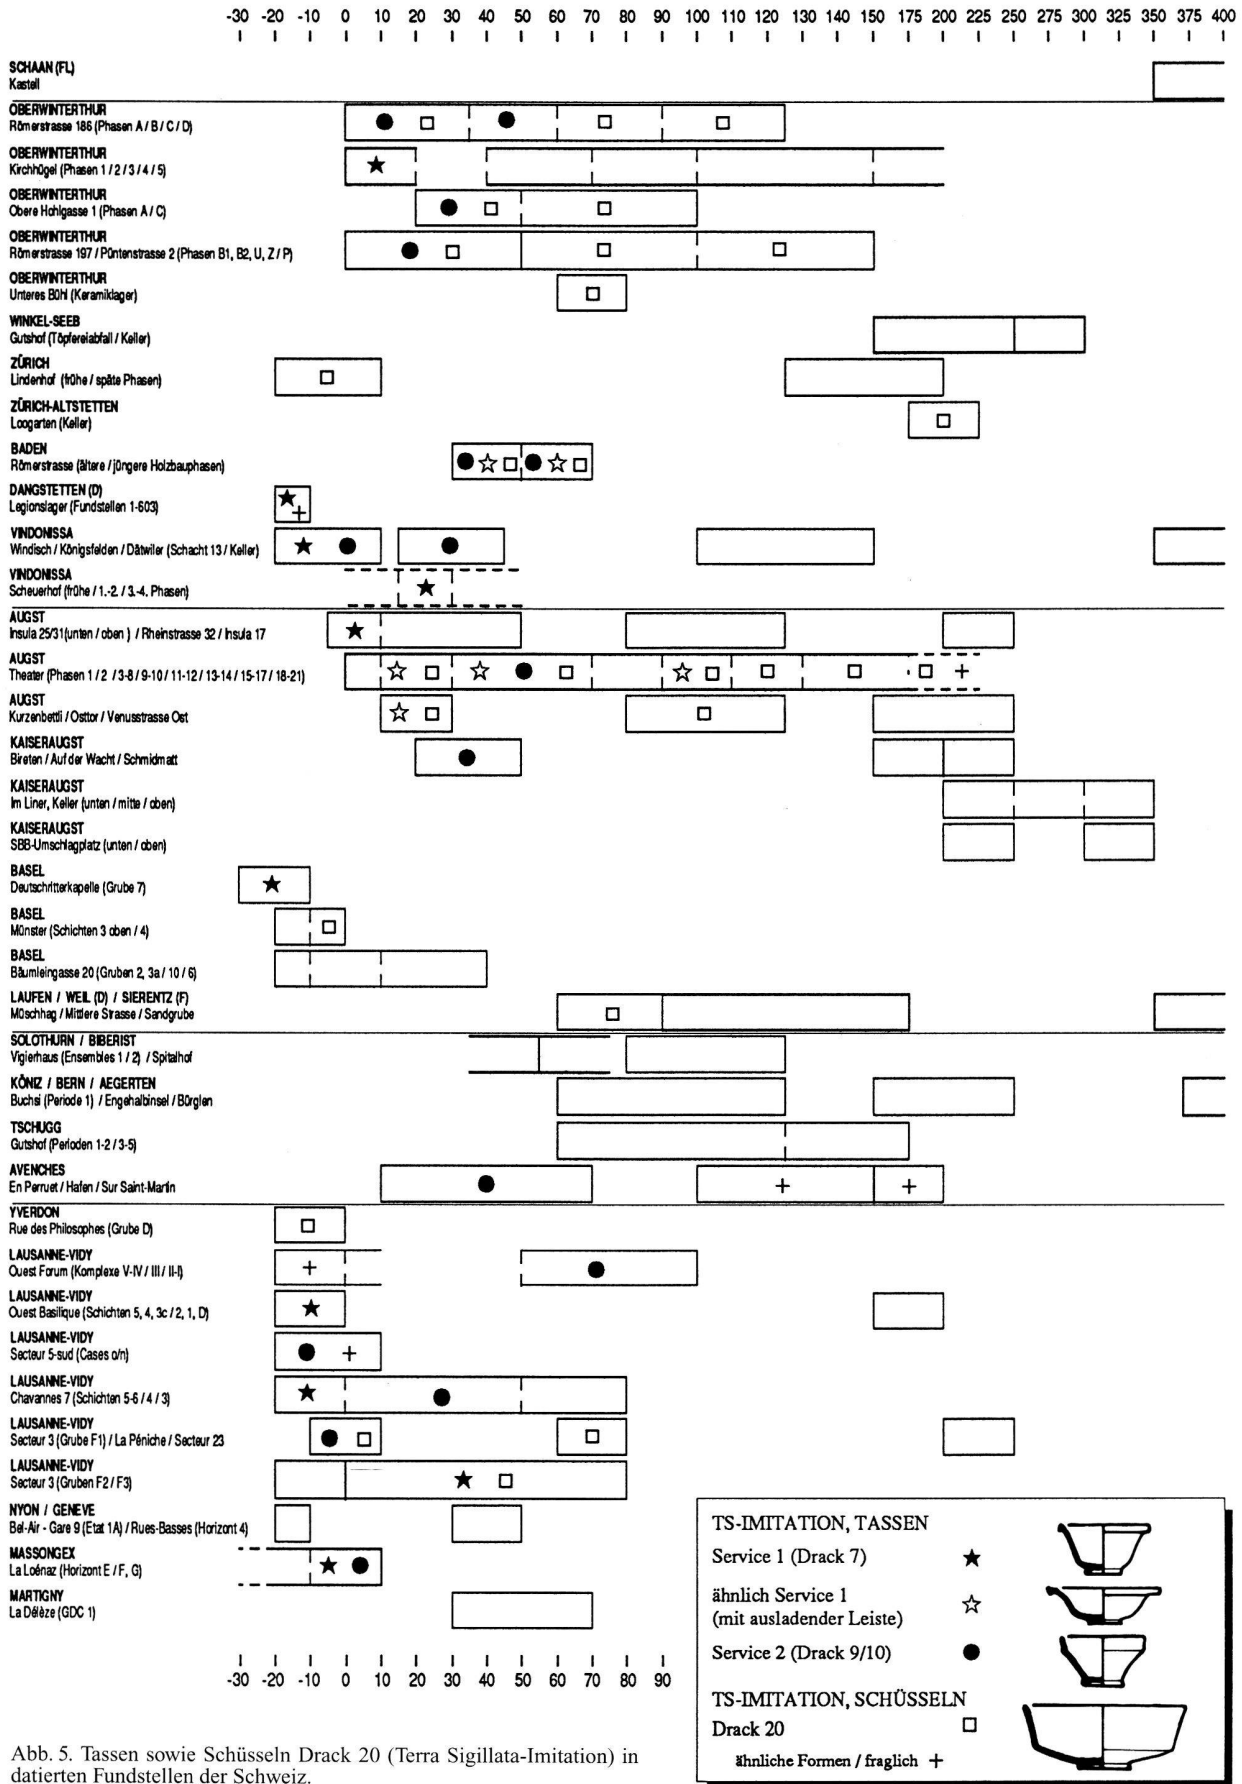 -30 -20 -10 0 10 20 30 40 50 60 70 80 90 100 125 150 175 200 225 250 275 300 325 350 375 400
SCHAAN (FL)
Kastell
OBERWINTERTHUR
Römerstrasse 186 (Phasen A / B / C / D)
OBERWINTERTHUR
Kirchhügel (Phasen 1 / 2 / 3 / 4 / 5)
OBERWINTERTHUR
Obere Hohlgasse 1 (Phasen A / C)
OBERWINTERTHUR
Römerstrasse 197 / Püntenstrasse 2 (Phasen B1, B2, U, Z / P)
OBERWINTERTHUR
Unteres Bühl (Keramiklager)
WINKEL-SEEB
Gutshof (Töpfereiabfall / Keller)
ZÜRICH
Lindenhof (frühe / späte Phasen)
ZÜRICH-ALTSTETTEN
Loogarten (Keller)
BADEN
Römerstrasse (ältere / jüngere Holzbauphasen)
DANGSTETTEN (D)
Legionslager (Fundstellen 1-603)
VINDONISSA
Windisch / Königsfelden / Dätwiler (Schacht 13 / Keller)
VINDONISSA
Scheuerhof (frühe / 1.-2. / 3.-4. Phasen)
AUGST
Insula 25/31(unten / oben ) / Rheinstrasse 32 / Insula 17
AUGST
Theater (Phasen 1 / 2 / 3-8 / 9-10 / 11-12 / 13-14 / 15-17 / 18-21)
AUGST
Kurzenbettli / Osttor / Venusstrasse Ost
KAISERAUGST
Bireten / Auf der Wacht / Schmidmatt
KAISERAUGST
Im Liner, Keller (unten / mitte / oben)
KAISERAUGST
SBB-Umschlagplatz (unten / oben)
BASEL
Deutschritterkapelle (Grube 7)
BASEL
Münster (Schichten 3 oben / 4)
BASEL
Bäumleingasse 20 (Gruben 2, 3a / 10 / 6)
LAUFEN / WEIL (D) / SIERENTZ (F)
Müschhag / Mittlere Strasse / Sandgrube
SOLOTHURN / BIBERIST
Vigierhaus (Ensembles 1 / 2) / Spitalhof
KÖNIZ / BERN / AEGERTEN
Buchsi (Periode 1) / Engehalbinsel / Bürglen
TSCHUGG
Gutshof (Perioden 1-2 / 3-5)
AVENCHES
En Perruet / Hafen / Sur Saint-Martin
YVERDON
Rue des Philosophes (Grube D)
LAUSANNE-VIDY
Ouest Forum (Komplexe V-IV / III / II-I)
LAUSANNE-VIDY
Ouest Basilique (Schichten 5, 4, 3c / 2, 1, D)
LAUSANNE-VIDY
Secteur 5-sud (Cases o/n)
LAUSANNE-VIDY
Chavannes 7 (Schichten 5-6 / 4 / 3)
LAUSANNE-VIDY
Secteur 3 (Grube F1) / La Péniche / Secteur 23
LAUSANNE-VIDY
Secteur 3 (Gruben F2 / F3)
NYON / GENEVE
Bel-Air - Gare 9 (Etat 1A) / Rues-Basses (Horizont 4)
MASSONGEX
La Loénaz (Horizont E / F, G)
MARTIGNY
La Délèze (GDC 1)
-30 -20 -10 0 10 20 30 40 50 60 70 80 90
TS-IMITATION, TASSEN
Service 1 (Drack 7)
ähnlich Service 1
(mit ausladender Leiste)
Service 2 (Drack 9/10)
TS-IMITATION, SCHÜSSELN
Drack 20
ähnliche Formen / fraglich +
Abb. 5. Tassen sowie Schüsseln Drack 20 (Terra Sigillata-Imitation) in
datierten Fundstellen der Schweiz.